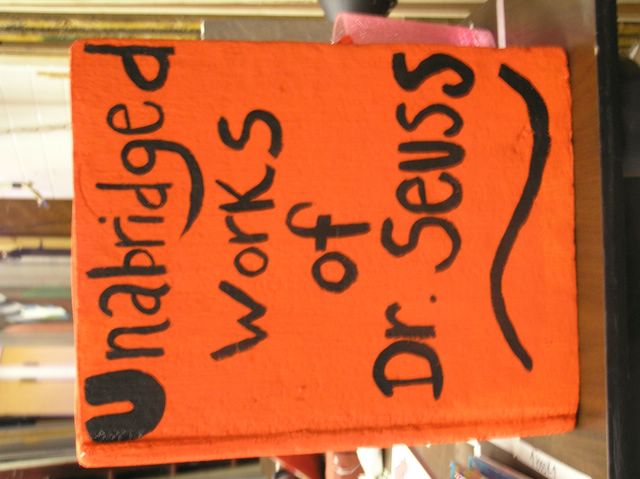 Unabridged
Works
of
Dr. Seuss